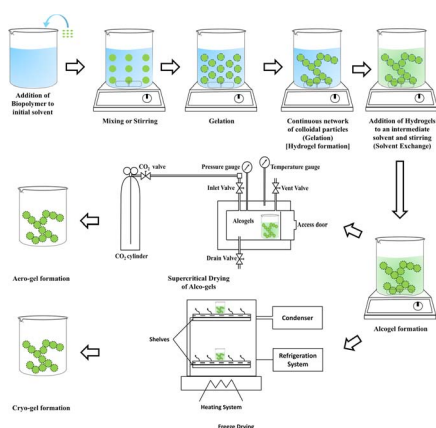 Addition of
Biopolymer to
initial solvent
Mixing or Stirring
Gelation
Continuous network
of colloidal particles
(Gelation)
[Hydrogel formation]
Addition of Hydrogels
to an intermediate
solvent and stirring
(Solvent Exchange)
CO₂ valve
Pressure gauge
Temperature gauge
Inlet Valve
Vent Valve
Alcogels
Access door
Drain Valve
CO₂ cylinder
Supercritical Drying
of Alco-gels
Aero-gel formation
Alcogel formation
Condenser
Shelves
Refrigeration
System
Heating System
Cryo-gel formation
Freeze Drying